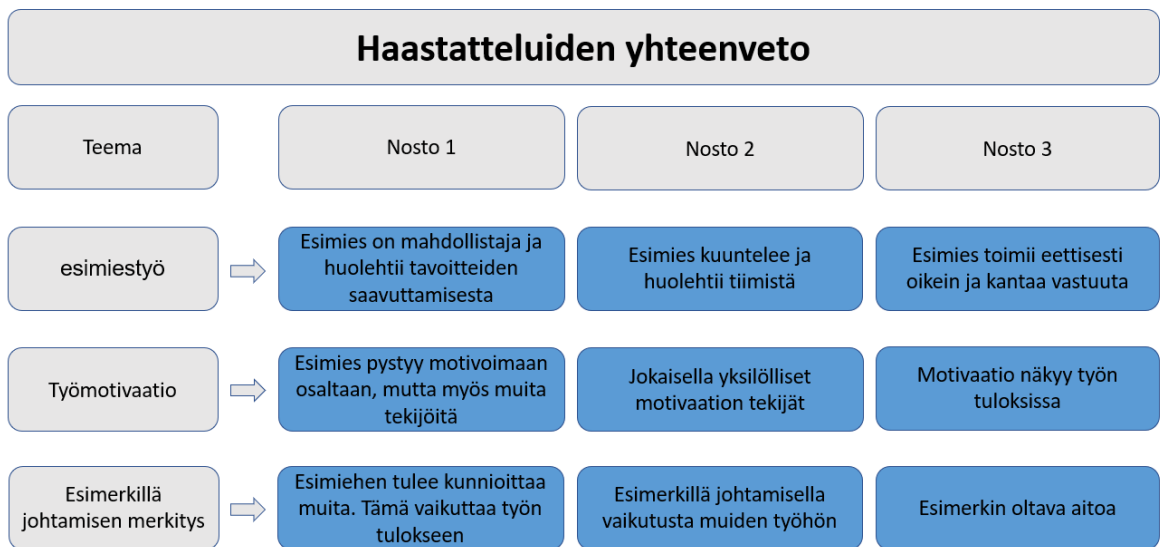 Haastatteluiden yhteenveto
Teema
Nosto 1
Nosto 2
Nosto 3
esimiestyö
Esimies on mahdollistaja ja
huolehtii tavoitteiden
saavuttamisesta
Esimies kuuntelee ja
huolehtii tiimistä
Esimies toimii eettisesti
oikein ja kantaa vastuuta
Työmotivaatio
Esimies pystyy motivoimaan
osaltaan, mutta myös muita
tekijöitä
Jokaisella yksilölliset
motivaation tekijät
Motivaatio näkyy työn
tuloksissa
Esimerkillä
johtamisen merkitys
Esimiehen tulee kunnioittaa
muita. Tämä vaikuttaa työn
tulokseen
Esimerkillä johtamisella
vaikutusta muiden työhön
Esimerkin oltava aitoa